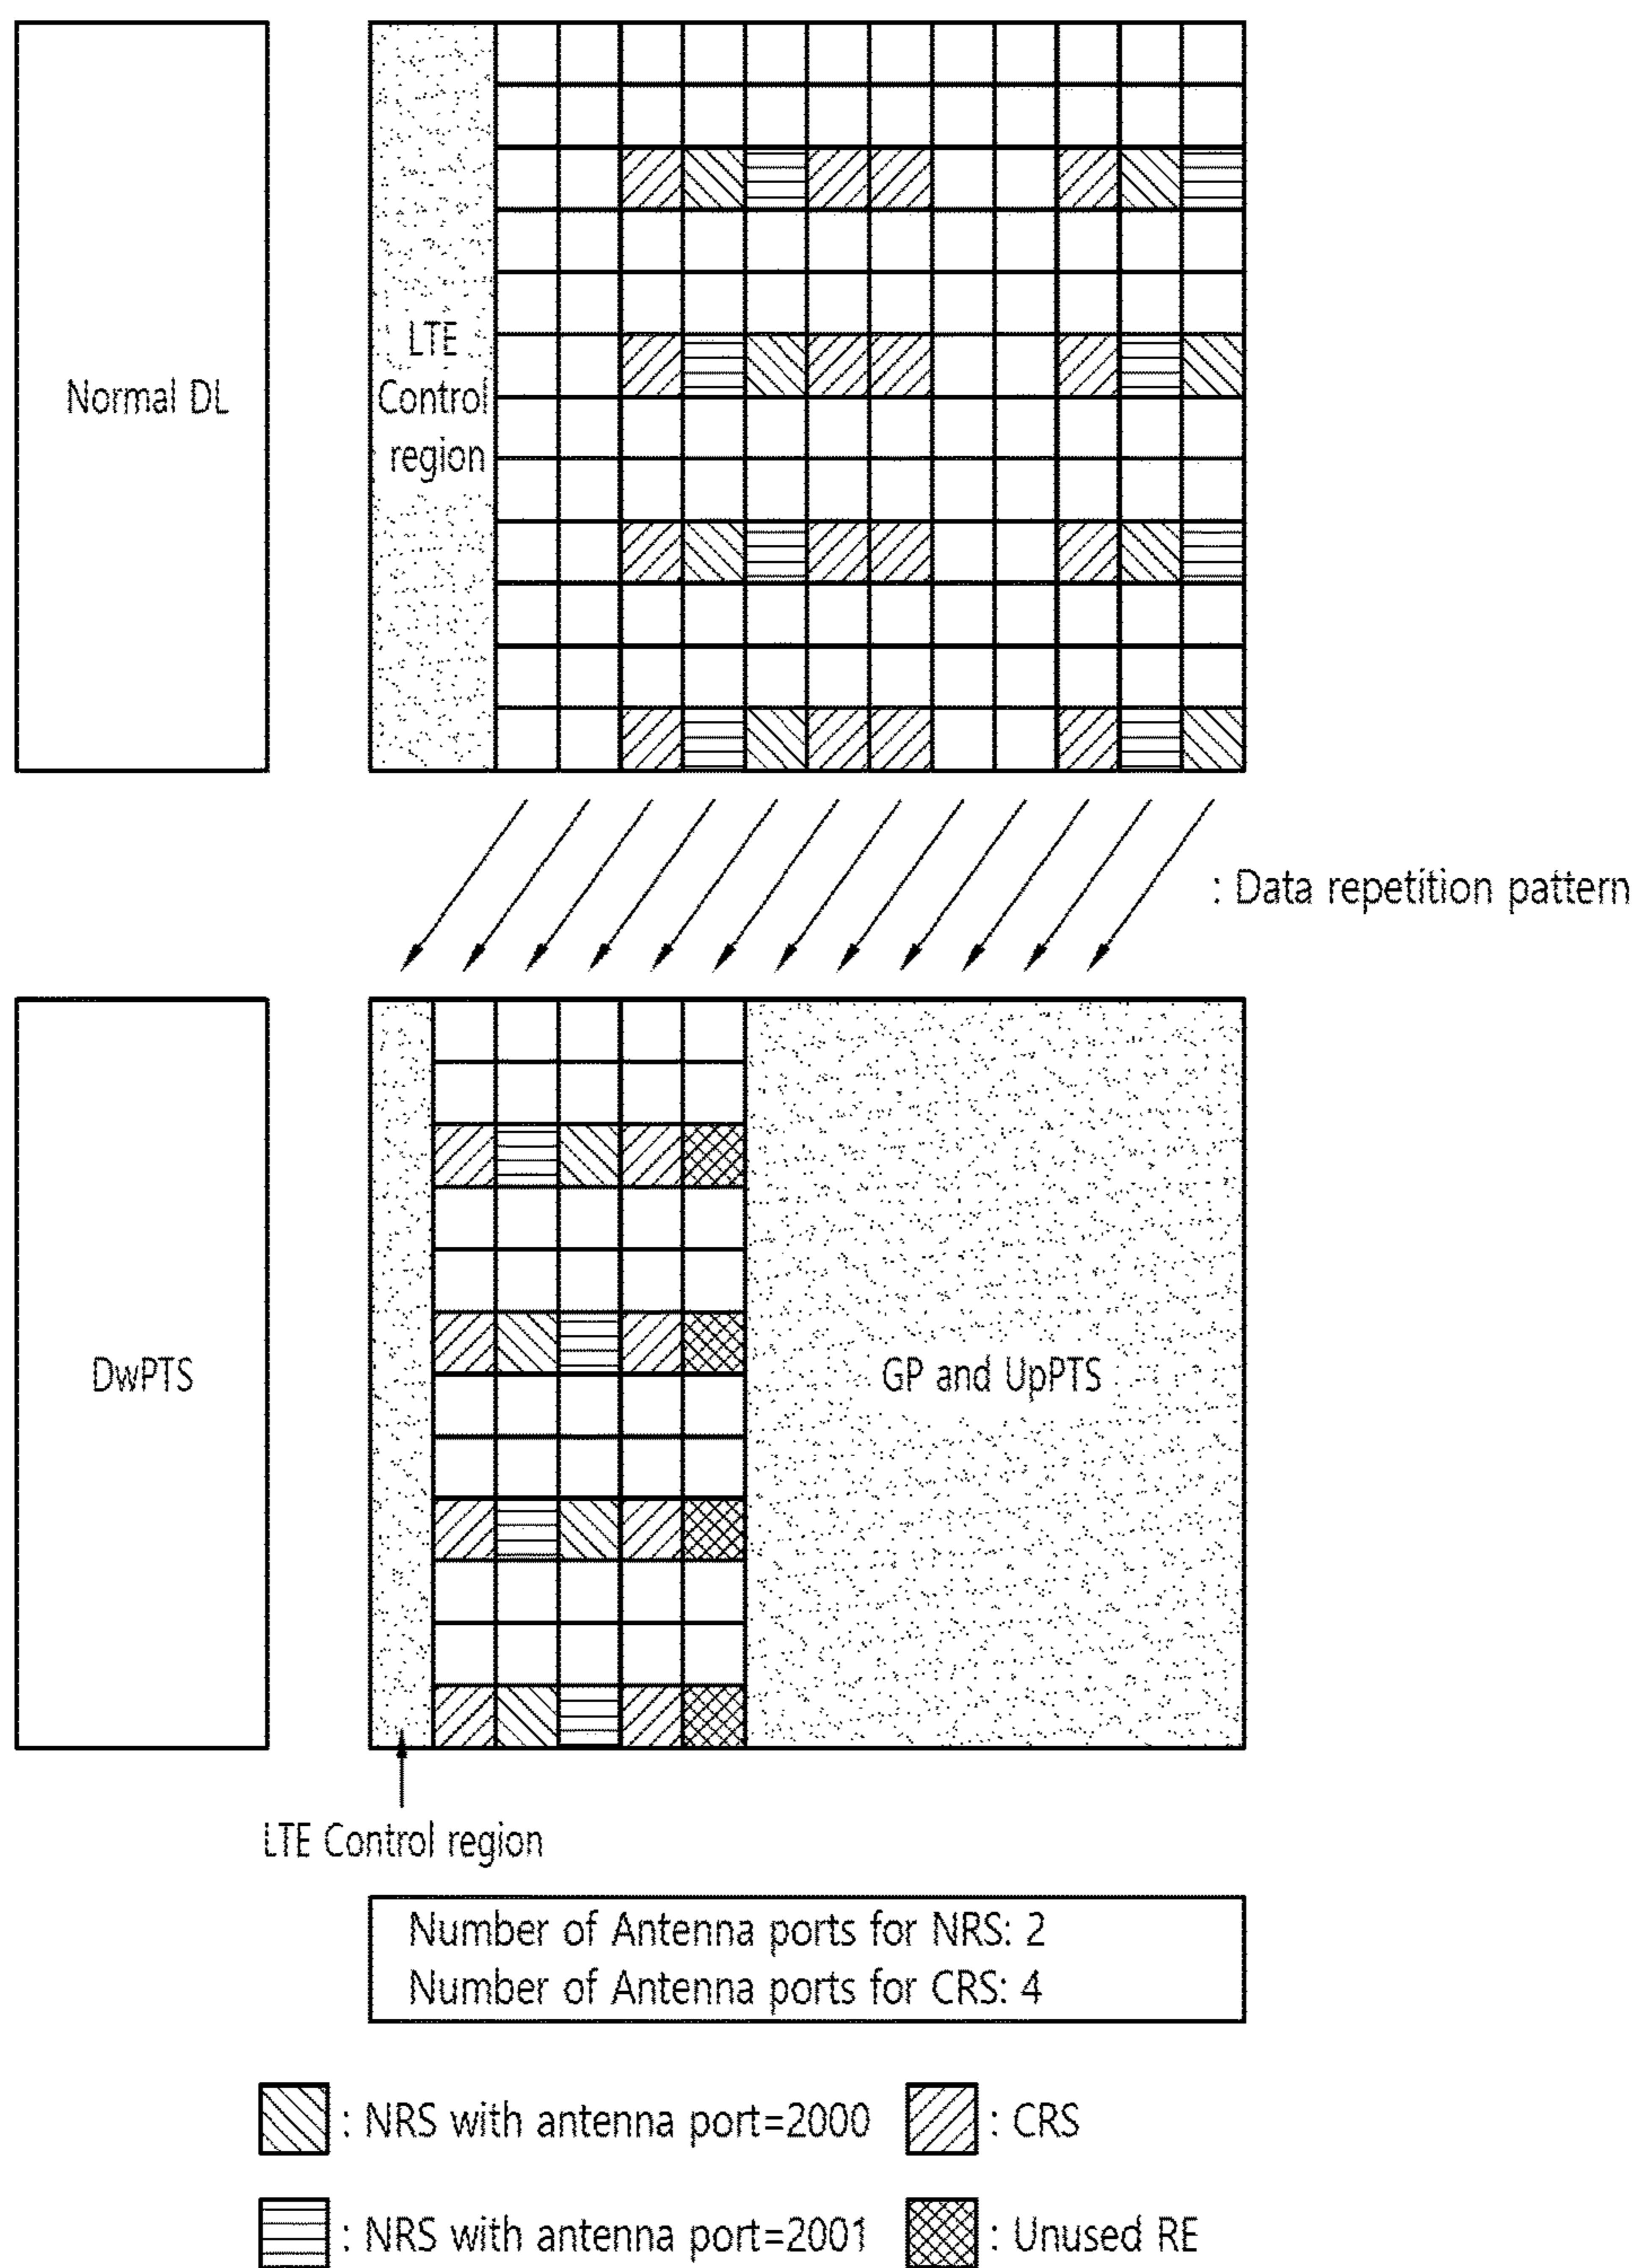 Normal DL
LTE
Control
region
: Data repetition pattern
DwPTS
GP and UpPTS
LTE Control region
Number of Antenna ports for NRS: 2
Number of Antenna ports for CRS: 4
: NRS with antenna port=2000
: CRS
: NRS with antenna port=2001
: Unused RE